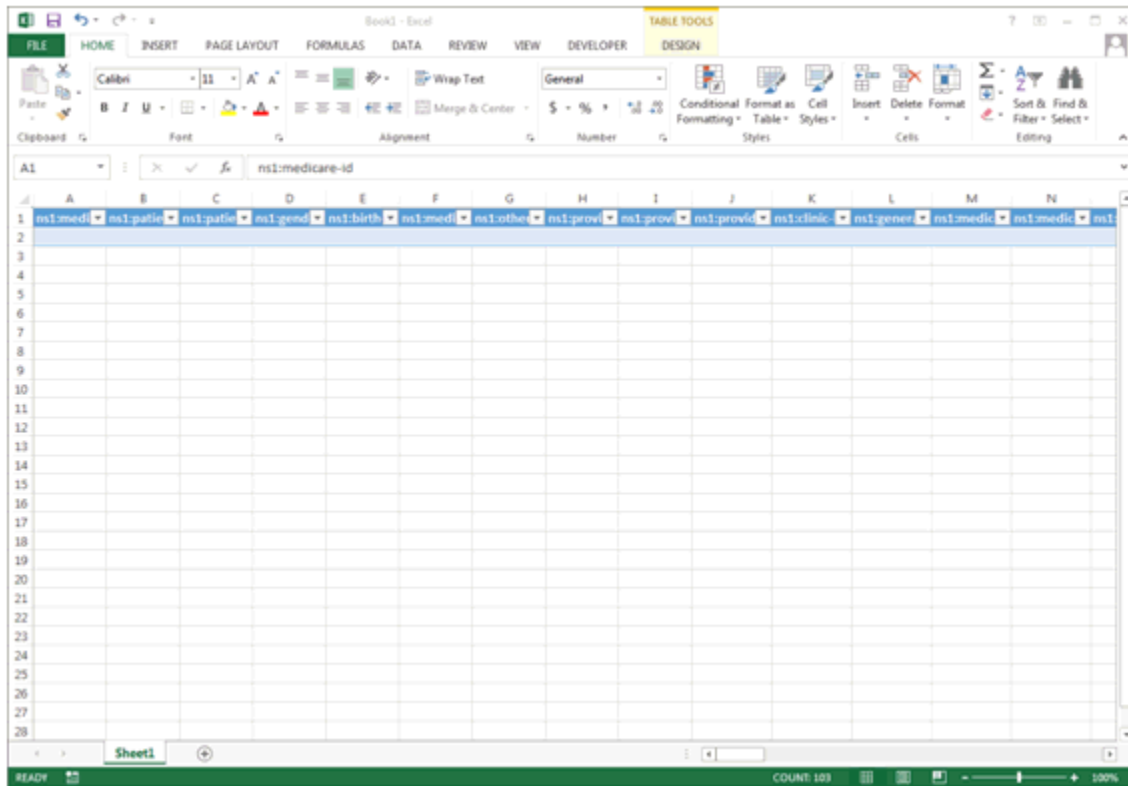 Book1 - Excel
TABLE TOOLS
?
FILE HOME INSERT PAGE LAYOUT FORMULAS DATA REVIEW VIEW DEVELOPER DESIGN
Paste
Calibri 11 A A Wrap Text General
B I U A Merge & Center $ % ,
Conditional Formatting Format as Table Cell Styles Insert Delete Format Σ Sort & Filter Find & Select
Clipboard Font Alignment Number Styles Cells Editing
A1 fx ns1:medicare-id
A B C D E F G H I J K L M N
1 ns1:medi ns1:patie ns1:patie ns1:gend ns1:birth ns1:medi ns1:other ns1:provi ns1:provi ns1:provid ns1:clinic- ns1:gener ns1:medic ns1:medic ns1:
2
3
4
5
6
7
8
9
10
11
12
13
14
15
16
17
18
19
20
21
22
23
24
25
26
27
28
Sheet1
READY COUNT: 103 100%